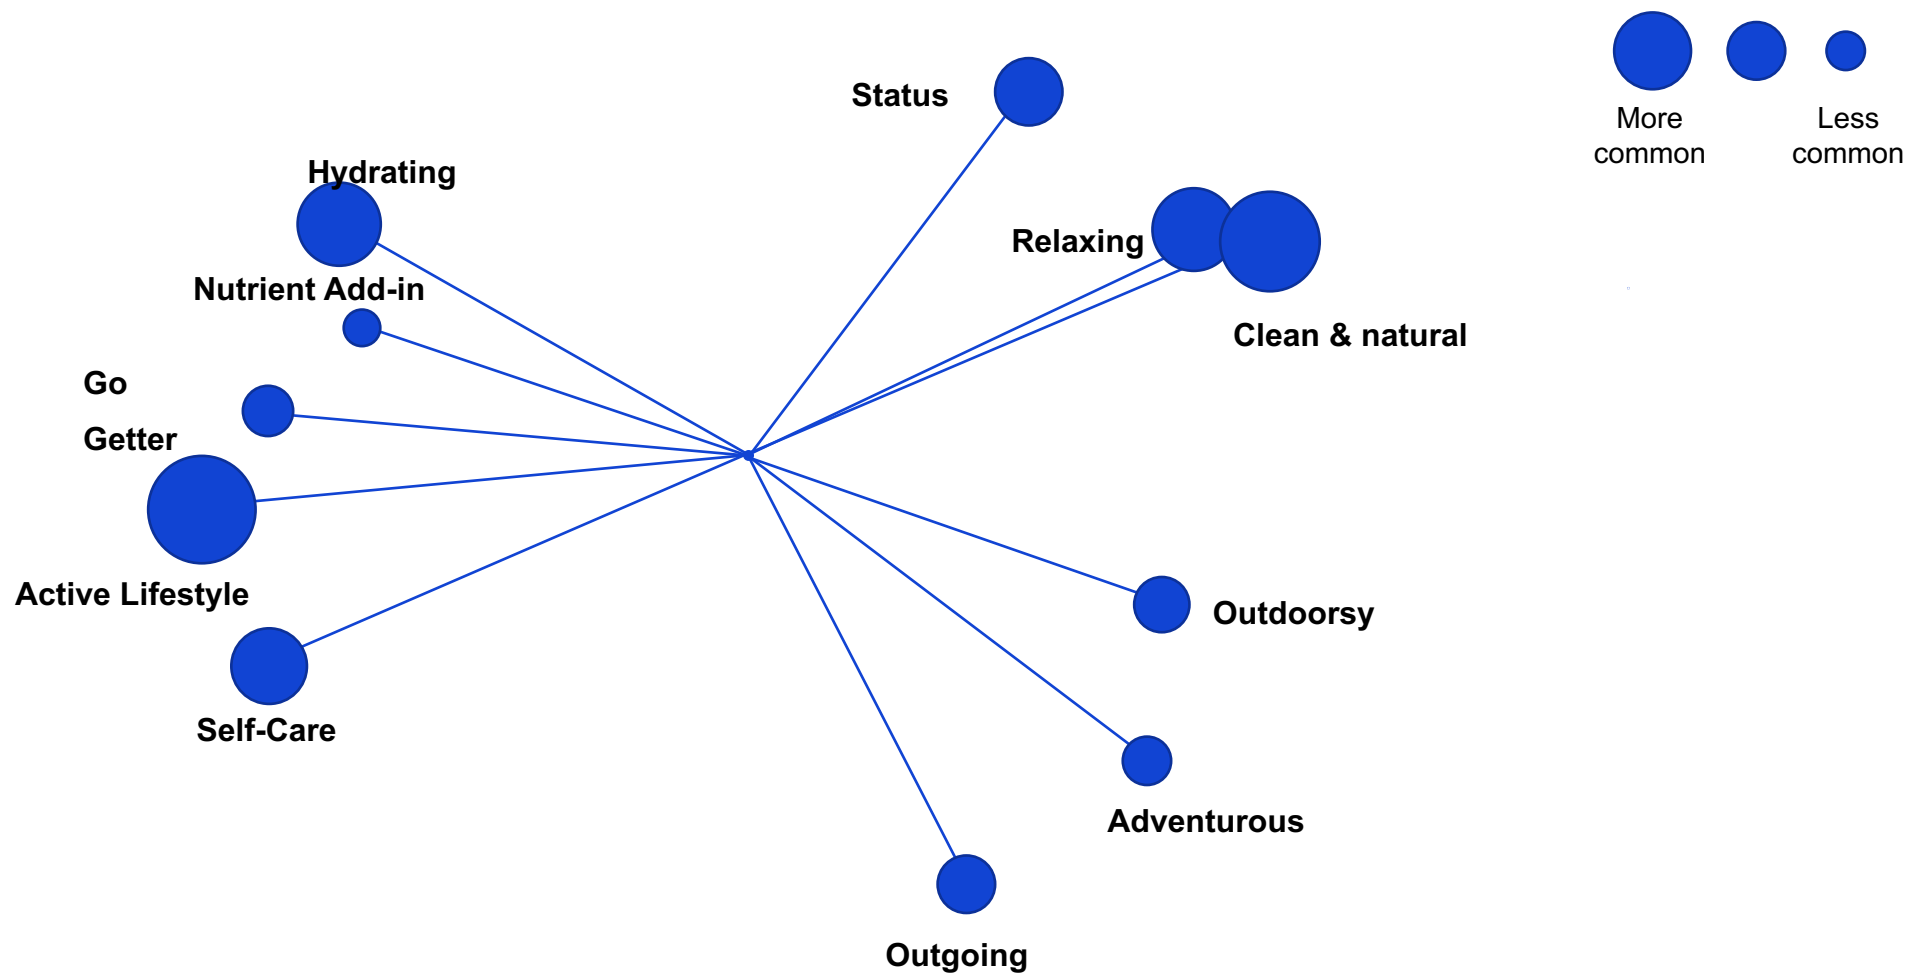 Status
More
common
Less
common
Hydrating
Relaxing
Nutrient Add-in
Clean & natural
Go
Getter
Active Lifestyle
Outdoorsy
Self-Care
Adventurous
Outgoing